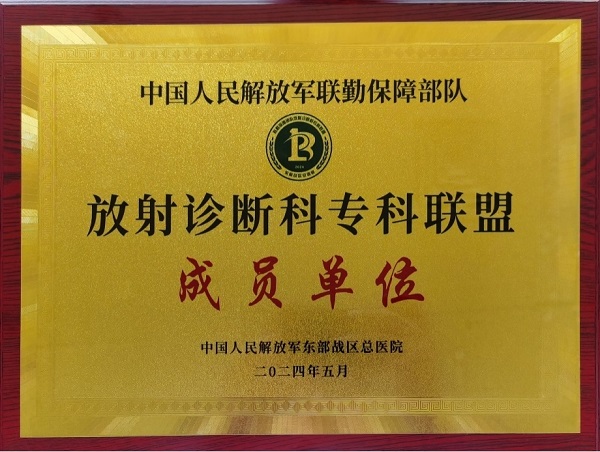 中国人民解放军联勤保障部队
放射诊断科专科联盟
成员单位
中国人民解放军东部战区总医院
二〇二四年五月